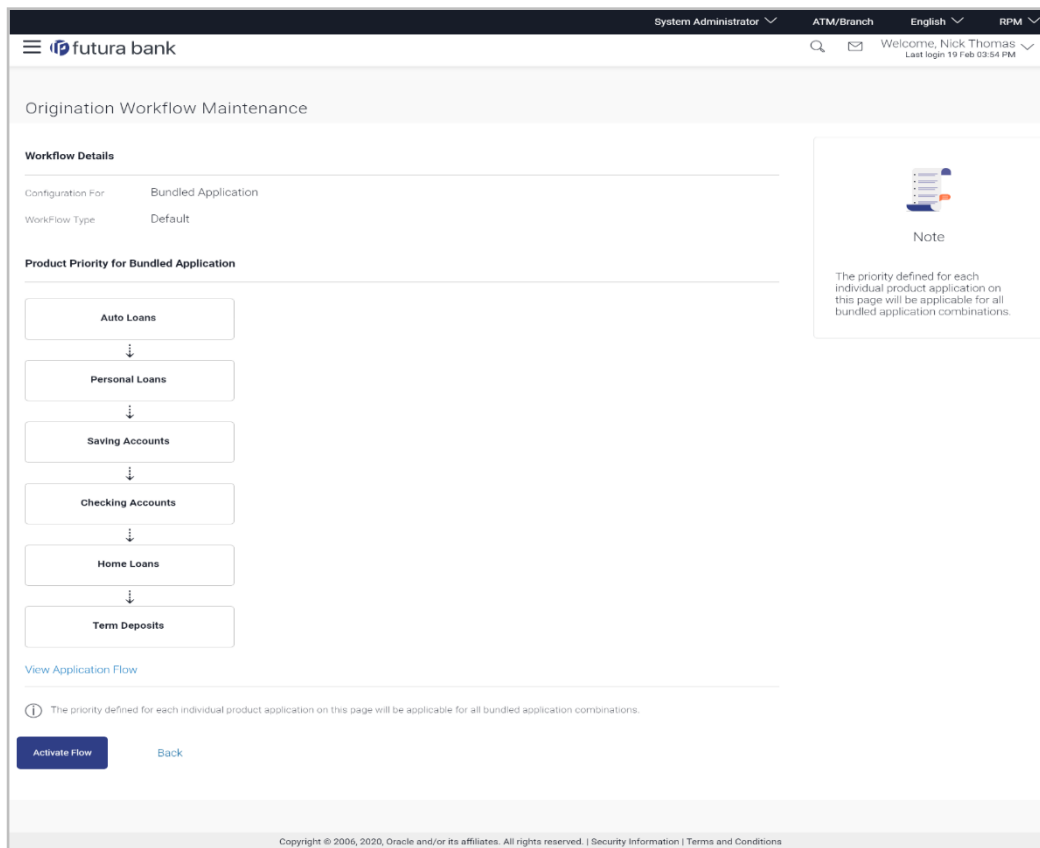 System Administrator ATM/Branch English RPM
futura bank Welcome, Nick Thomas
Last login 19 Feb 03:54 PM
Origination Workflow Maintenance
Workflow Details
Configuration For Bundled Application
WorkFlow Type Default
Product Priority for Bundled Application
Auto Loans
Personal Loans
Saving Accounts
Checking Accounts
Home Loans
Term Deposits
View Application Flow
The priority defined for each individual product application on this page will be applicable for all bundled application combinations.
Activate Flow Back
Note
The priority defined for each
individual product application on
this page will be applicable for all
bundled application combinations.
Copyright © 2006, 2020, Oracle and/or its affiliates. All rights reserved. | Security Information | Terms and Conditions